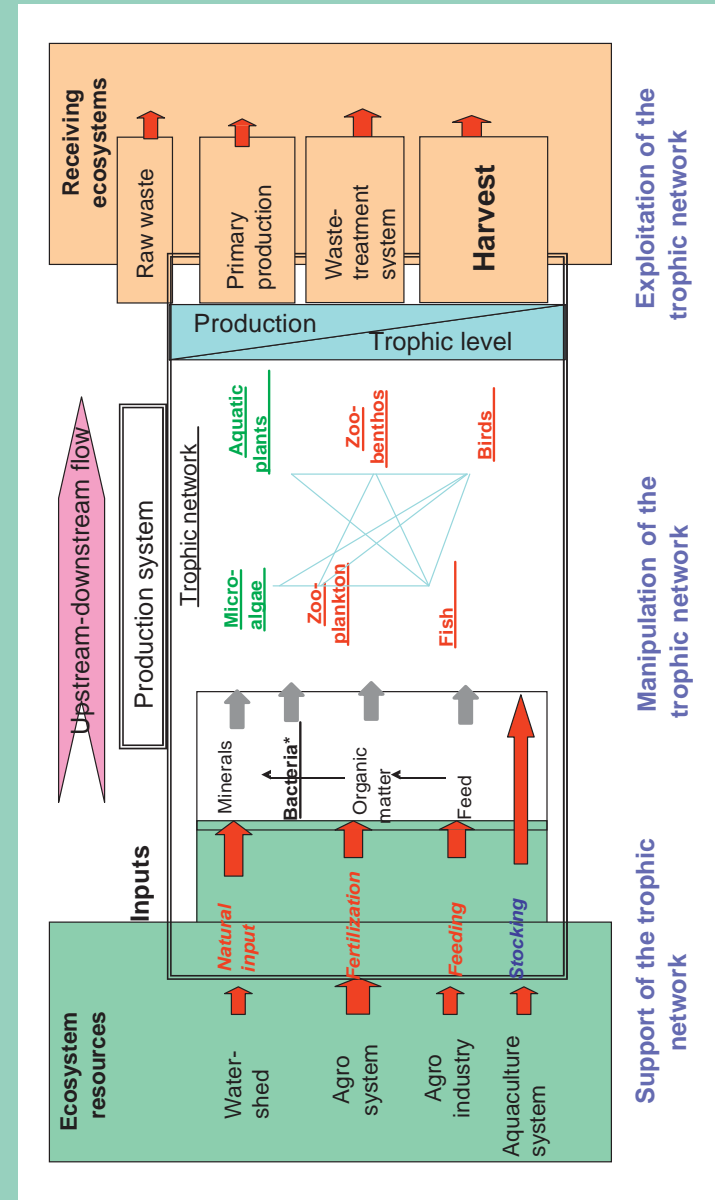 Upstream-downstream flow
Production system
Inputs
Ecosystem
resources
Water-
shed
Agro
system
Agro
industry
Aquaculture
system
Natural
input
Fertilization
Feeding
Stocking
Minerals
Bacteria*
Organic
matter
Feed
Trophic network
Micro-
algae
Zoo-
plankton
Fish
Aquatic
plants
Zoo-
benthos
Birds
Production
Trophic level
Receiving
ecosystems
Raw waste
Primary
production
Waste-
treatment
system
Harvest
Support of the trophic
network
Manipulation of the
trophic network
Exploitation of the
trophic network